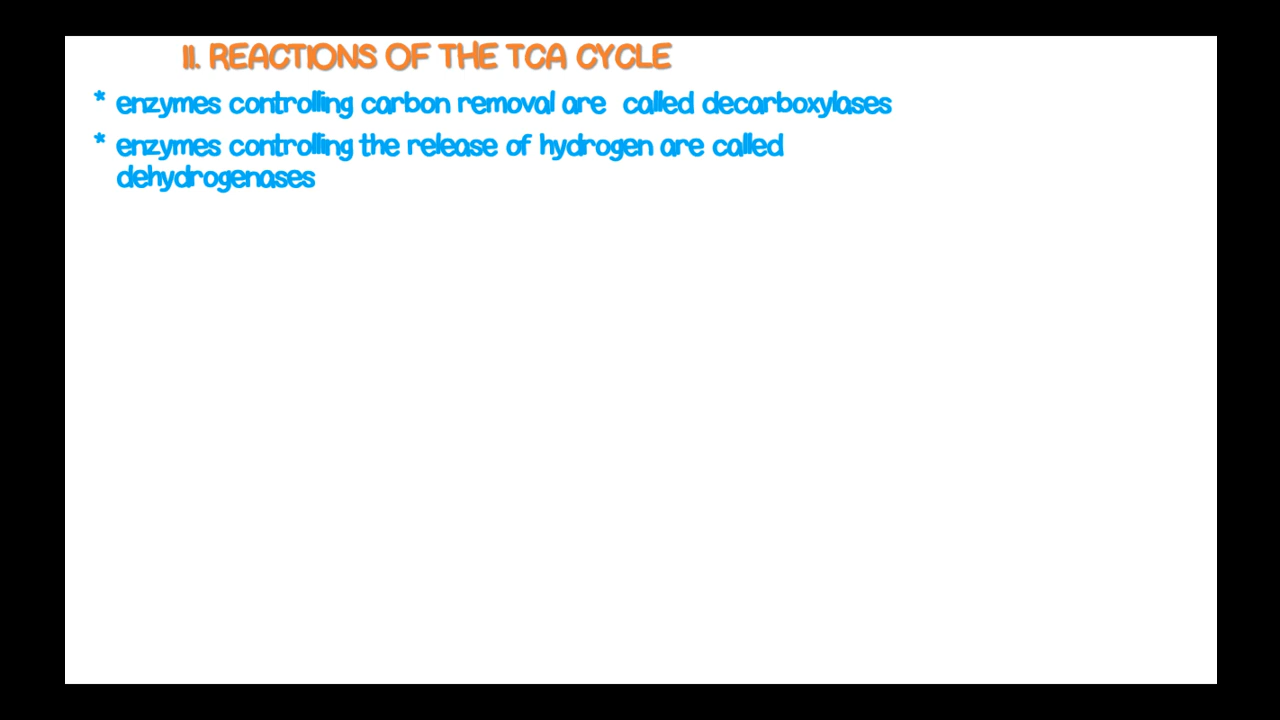 II. REACTIONS OF THE TCA CYCLE
* enzymes controlling carbon removal are called decarboxylases
* enzymes controlling the release of hydrogen are called
dehydrogenases